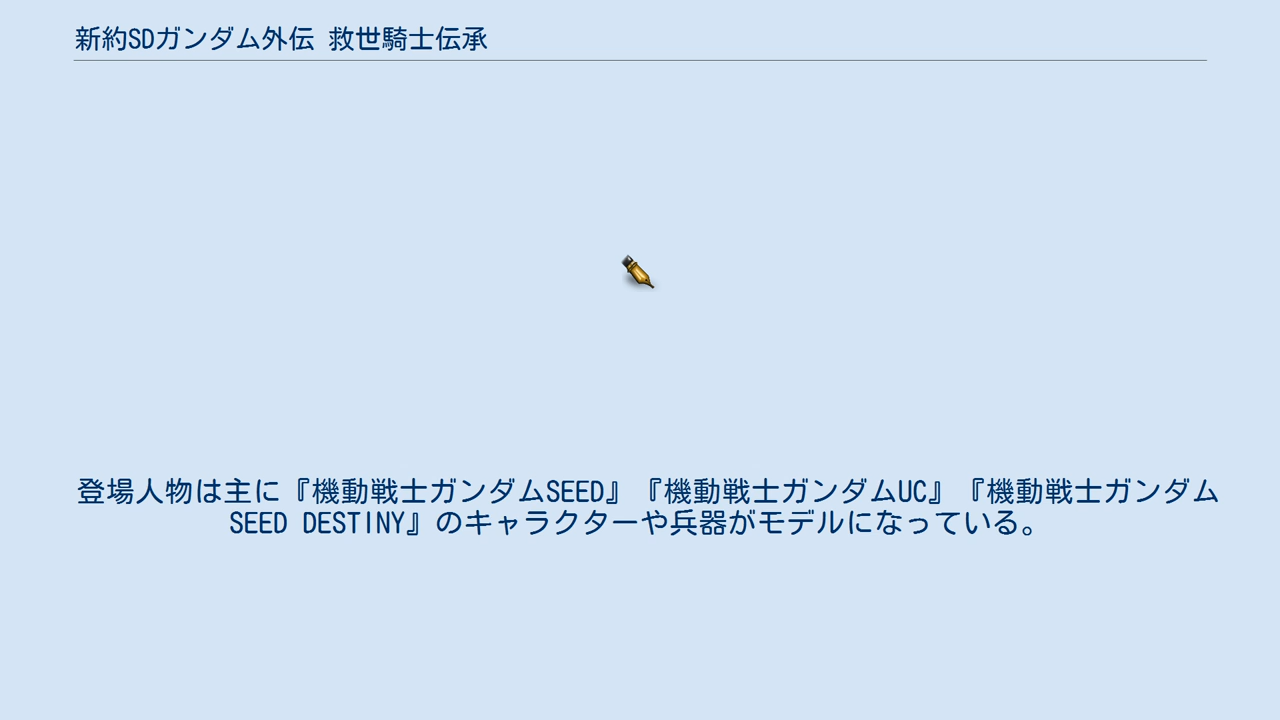 新約SDガンダム外伝 救世騎士伝承
登場人物は主に『機動戦士ガンダムSEED』『機動戦士ガンダムUC』『機動戦士ガンダム
SEED DESTINY』のキャラクターや兵器がモデルになっている。